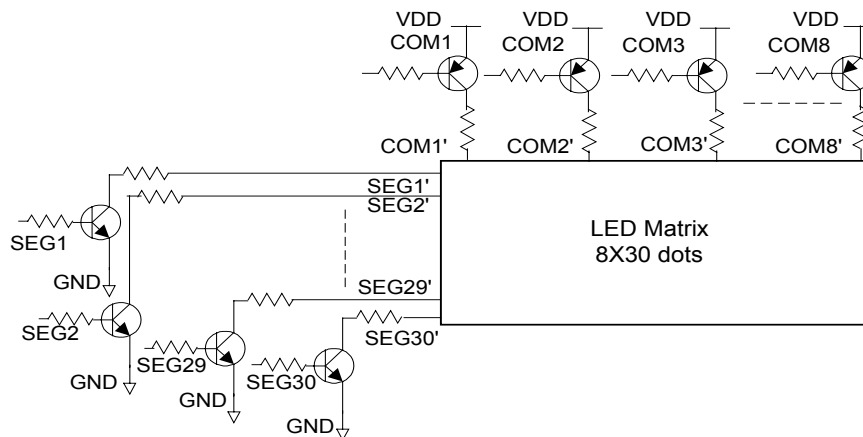 VDD VDD VDD VDD
COM1 COM2 COM3 COM8
COM1' COM2' COM3' COM8'
SEG1'
SEG2'
LED Matrix
8X30 dots
SEG1
GND
SEG29'
SEG2
SEG30'
SEG29
SEG30
GND
GND
GND